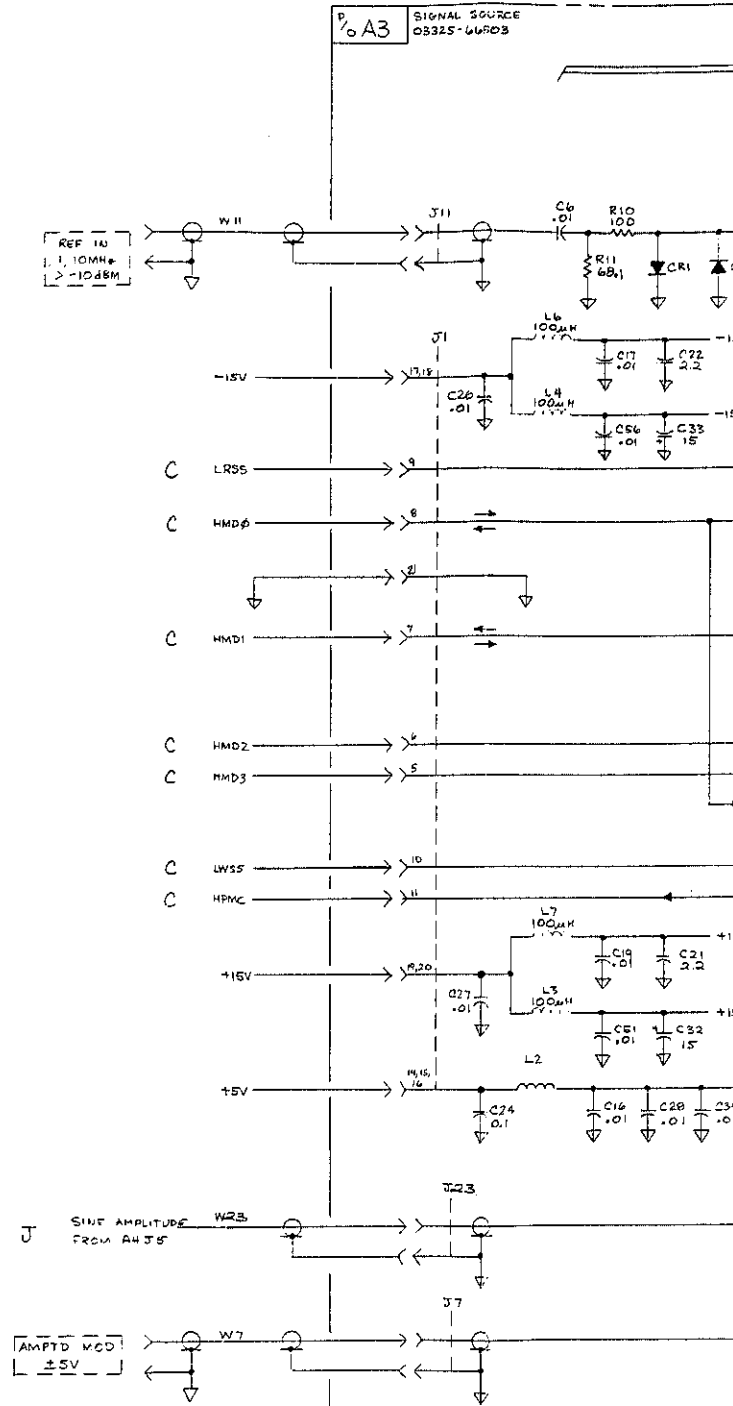 P/O A3
SIGNAL SOURCE
03325-66503
REF IN
1, 10MHz
> -10dBM
W11
J11
C6
.01
R10
100
R11
68.1
CR1
J1
-15V
17,18
C26
.01
L6
100μH
C17
.01
C22
2.2
L4
100μH
C56
.01
C33
15
C LRS5 9
C HMDØ 8
21
C HMD1 7
C HMD2 6
C HMD3 5
C LWS5 10
C HPMC 11
+15V
19,20
C27
.01
L7
100μH
C19
.01
C21
2.2
L3
100μH
C51
.01
C32
15
+5V
14,15,
16
C24
0.1
L2
C16
.01
C28
.01
J SINE AMPLITUDE
FROM A4J5
W23
J23
AMPTD MOD
±5V
W7
J7